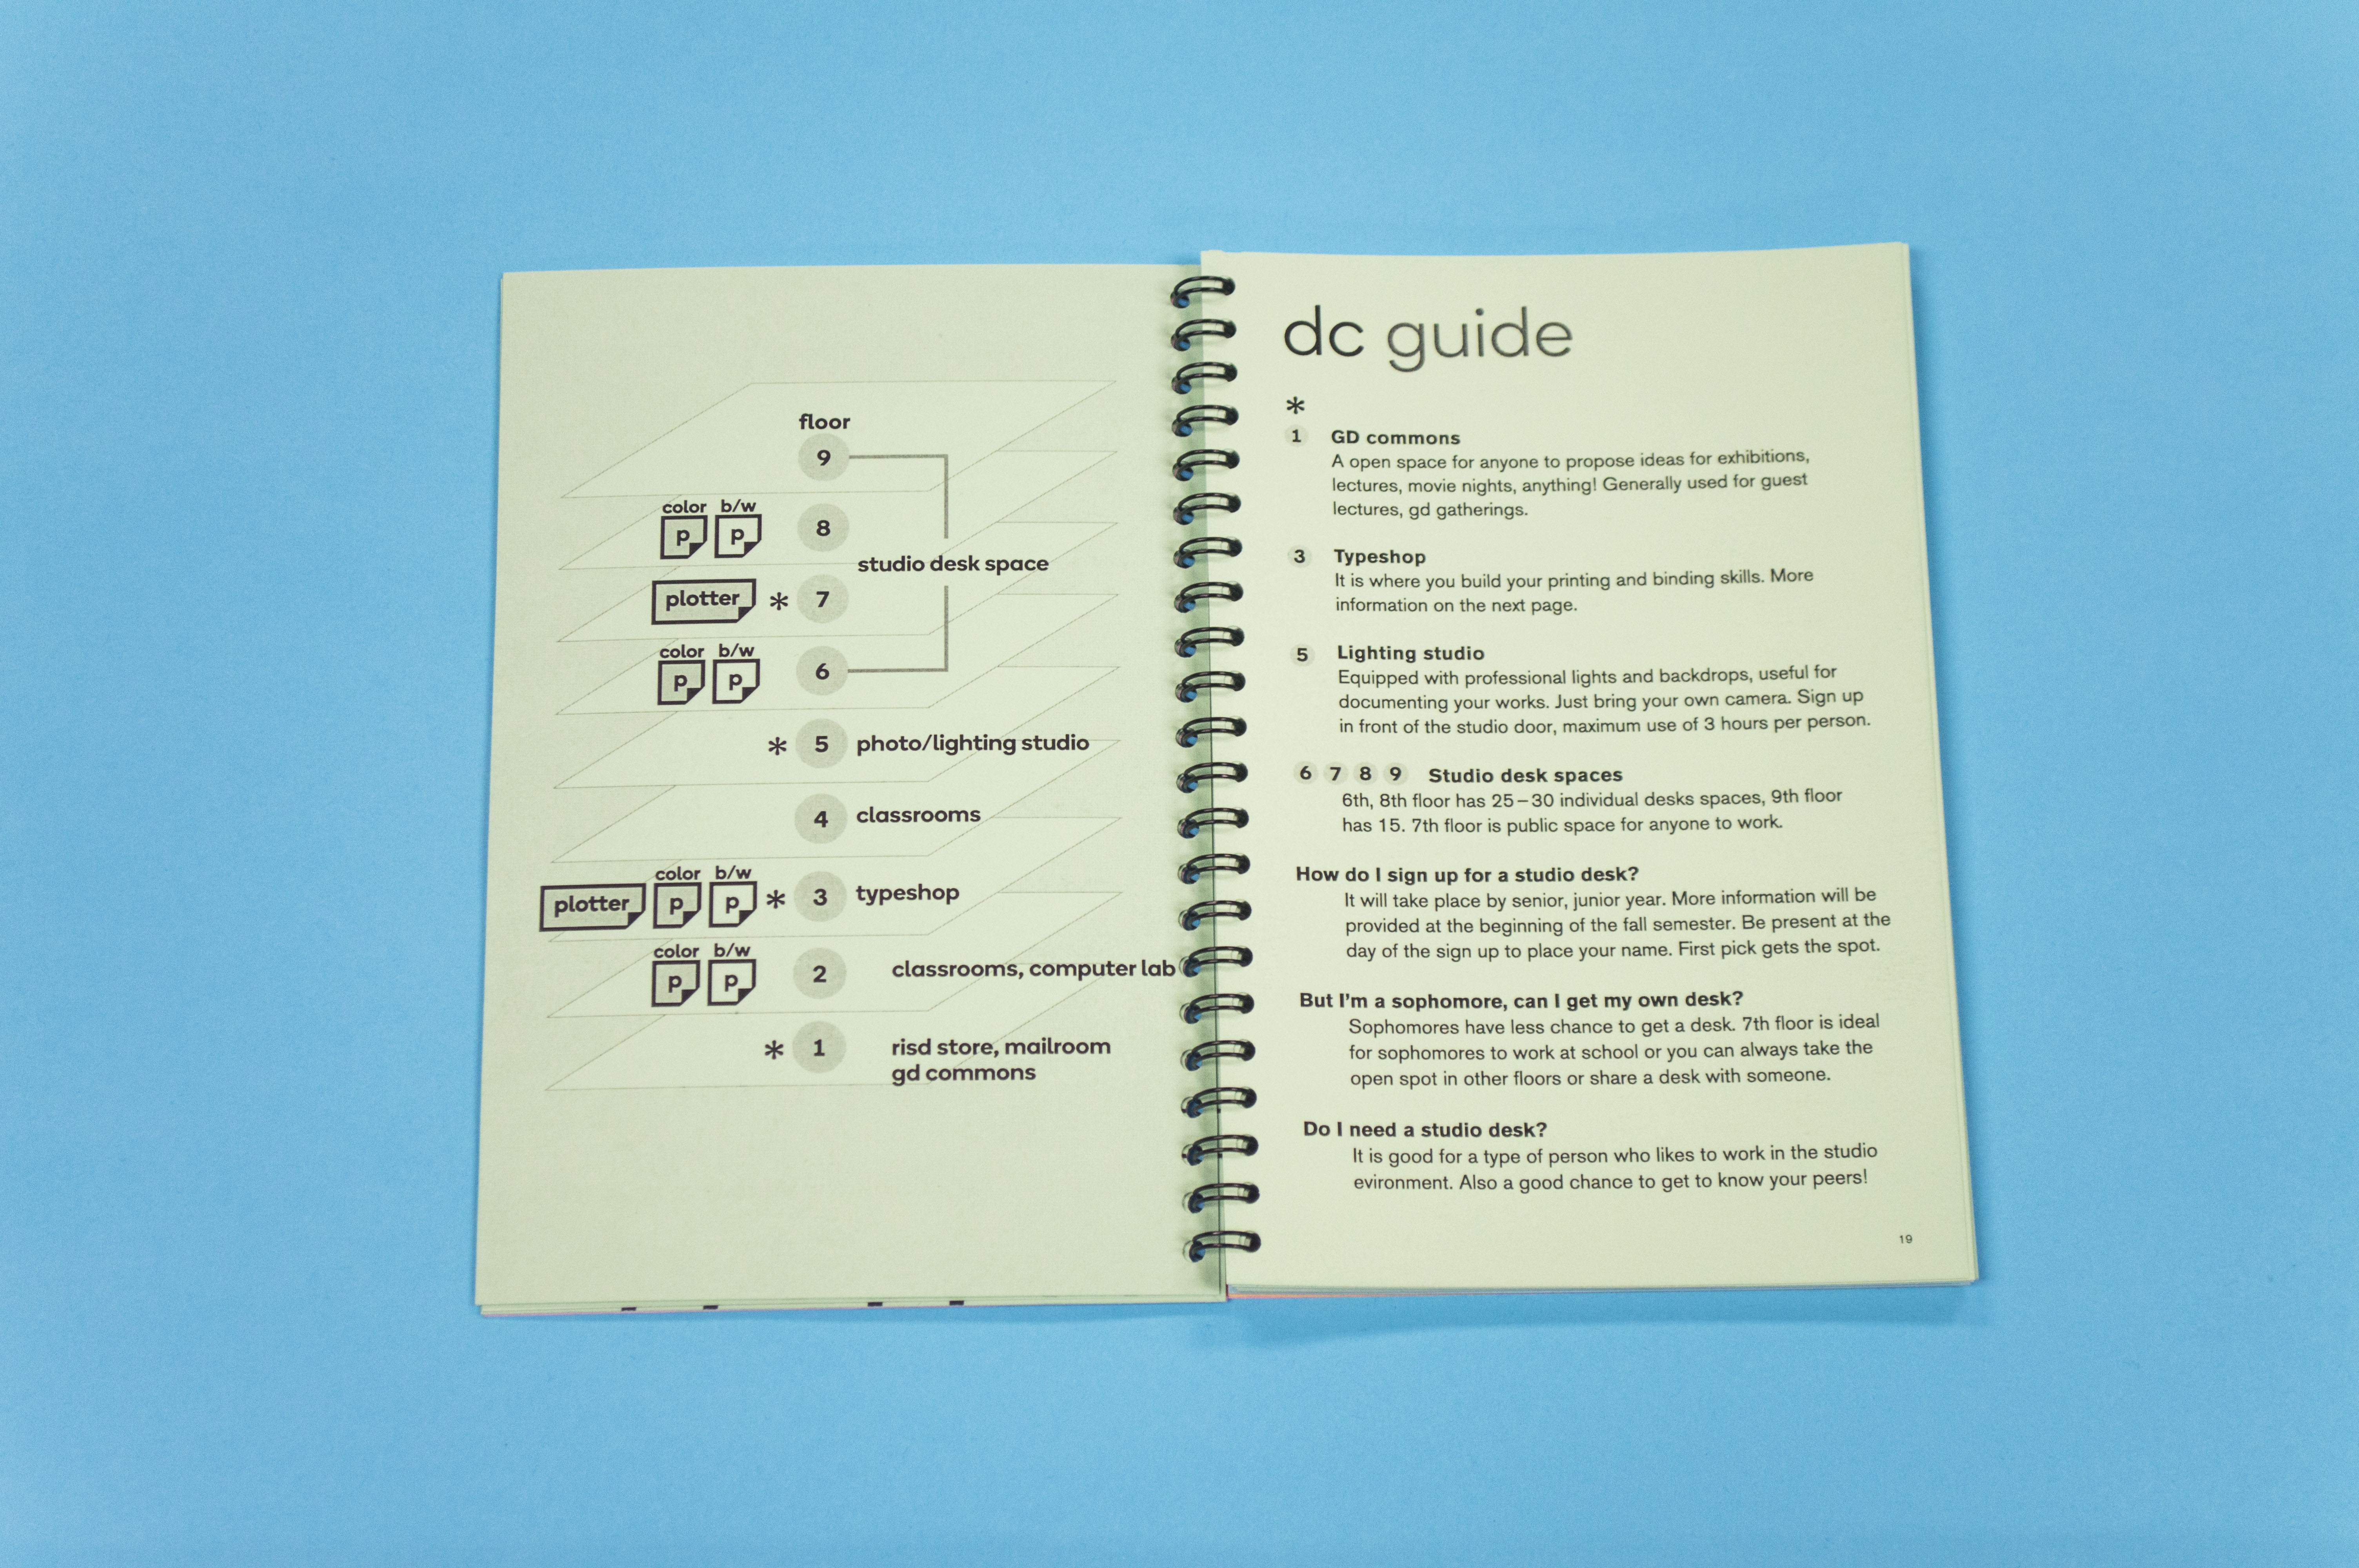 floor
9
color b/w
p p 8
studio desk space
plotter * 7
color b/w
p p 6
* 5 photo/lighting studio
4 classrooms
color b/w
plotter p p * 3 typeshop
color b/w
p p 2 classrooms, computer lab
* 1 risd store, mailroom
gd commons
dc guide
*
1 GD commons
A open space for anyone to propose ideas for exhibitions,
lectures, movie nights, anything! Generally used for guest
lectures, gd gatherings.
3 Typeshop
It is where you build your printing and binding skills. More
information on the next page.
5 Lighting studio
Equipped with professional lights and backdrops, useful for
documenting your works. Just bring your own camera. Sign up
in front of the studio door, maximum use of 3 hours per person.
6 7 8 9 Studio desk spaces
6th, 8th floor has 25–30 individual desks spaces, 9th floor
has 15. 7th floor is public space for anyone to work.
How do I sign up for a studio desk?
It will take place by senior, junior year. More information will be
provided at the beginning of the fall semester. Be present at the
day of the sign up to place your name. First pick gets the spot.
But I'm a sophomore, can I get my own desk?
Sophomores have less chance to get a desk. 7th floor is ideal
for sophomores to work at school or you can always take the
open spot in other floors or share a desk with someone.
Do I need a studio desk?
It is good for a type of person who likes to work in the studio
evironment. Also a good chance to get to know your peers!
19